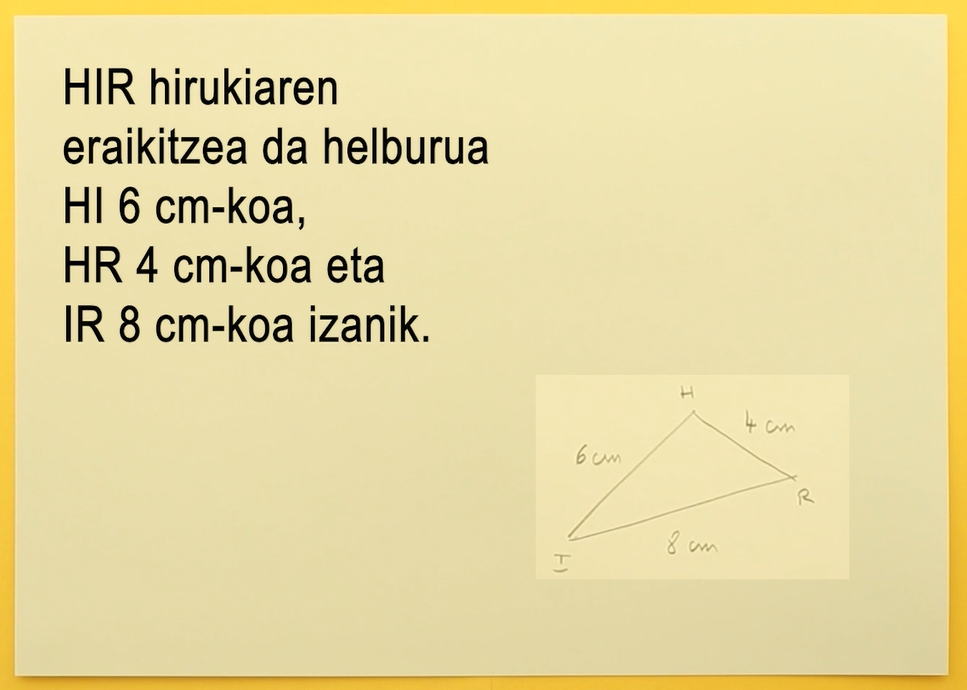 HIR hirukiaren
eraikitzea da helburua
HI 6 cm-koa,
HR 4 cm-koa eta
IR 8 cm-koa izanik.
H
4 cm
6 cm
R
8 cm
I